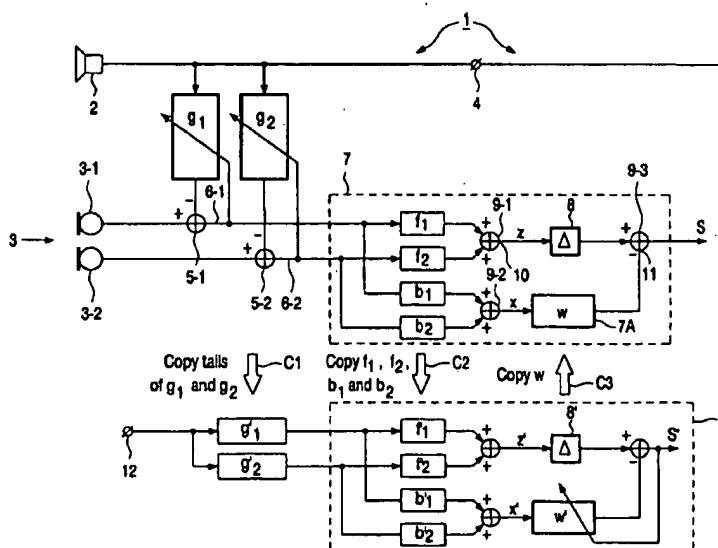 1
2
4
g1
g2
3-1
6-1
3
5-1
3-2
5-2
6-2
7
f1
f2
b1
b2
9-1
z
10
9-2
x
8
Δ
w
7A
9-3
S
11
Copy tails of g1 and g2
C1
Copy f1, f2, b1 and b2
C2
Copy w
C3
12
g'1
g'2
f1
f2
b'1
b'2
z'
x'
8'
Δ
w'
S'
+
+
+
+
+
+
+
+
+
+
+
+
−
−
−
−